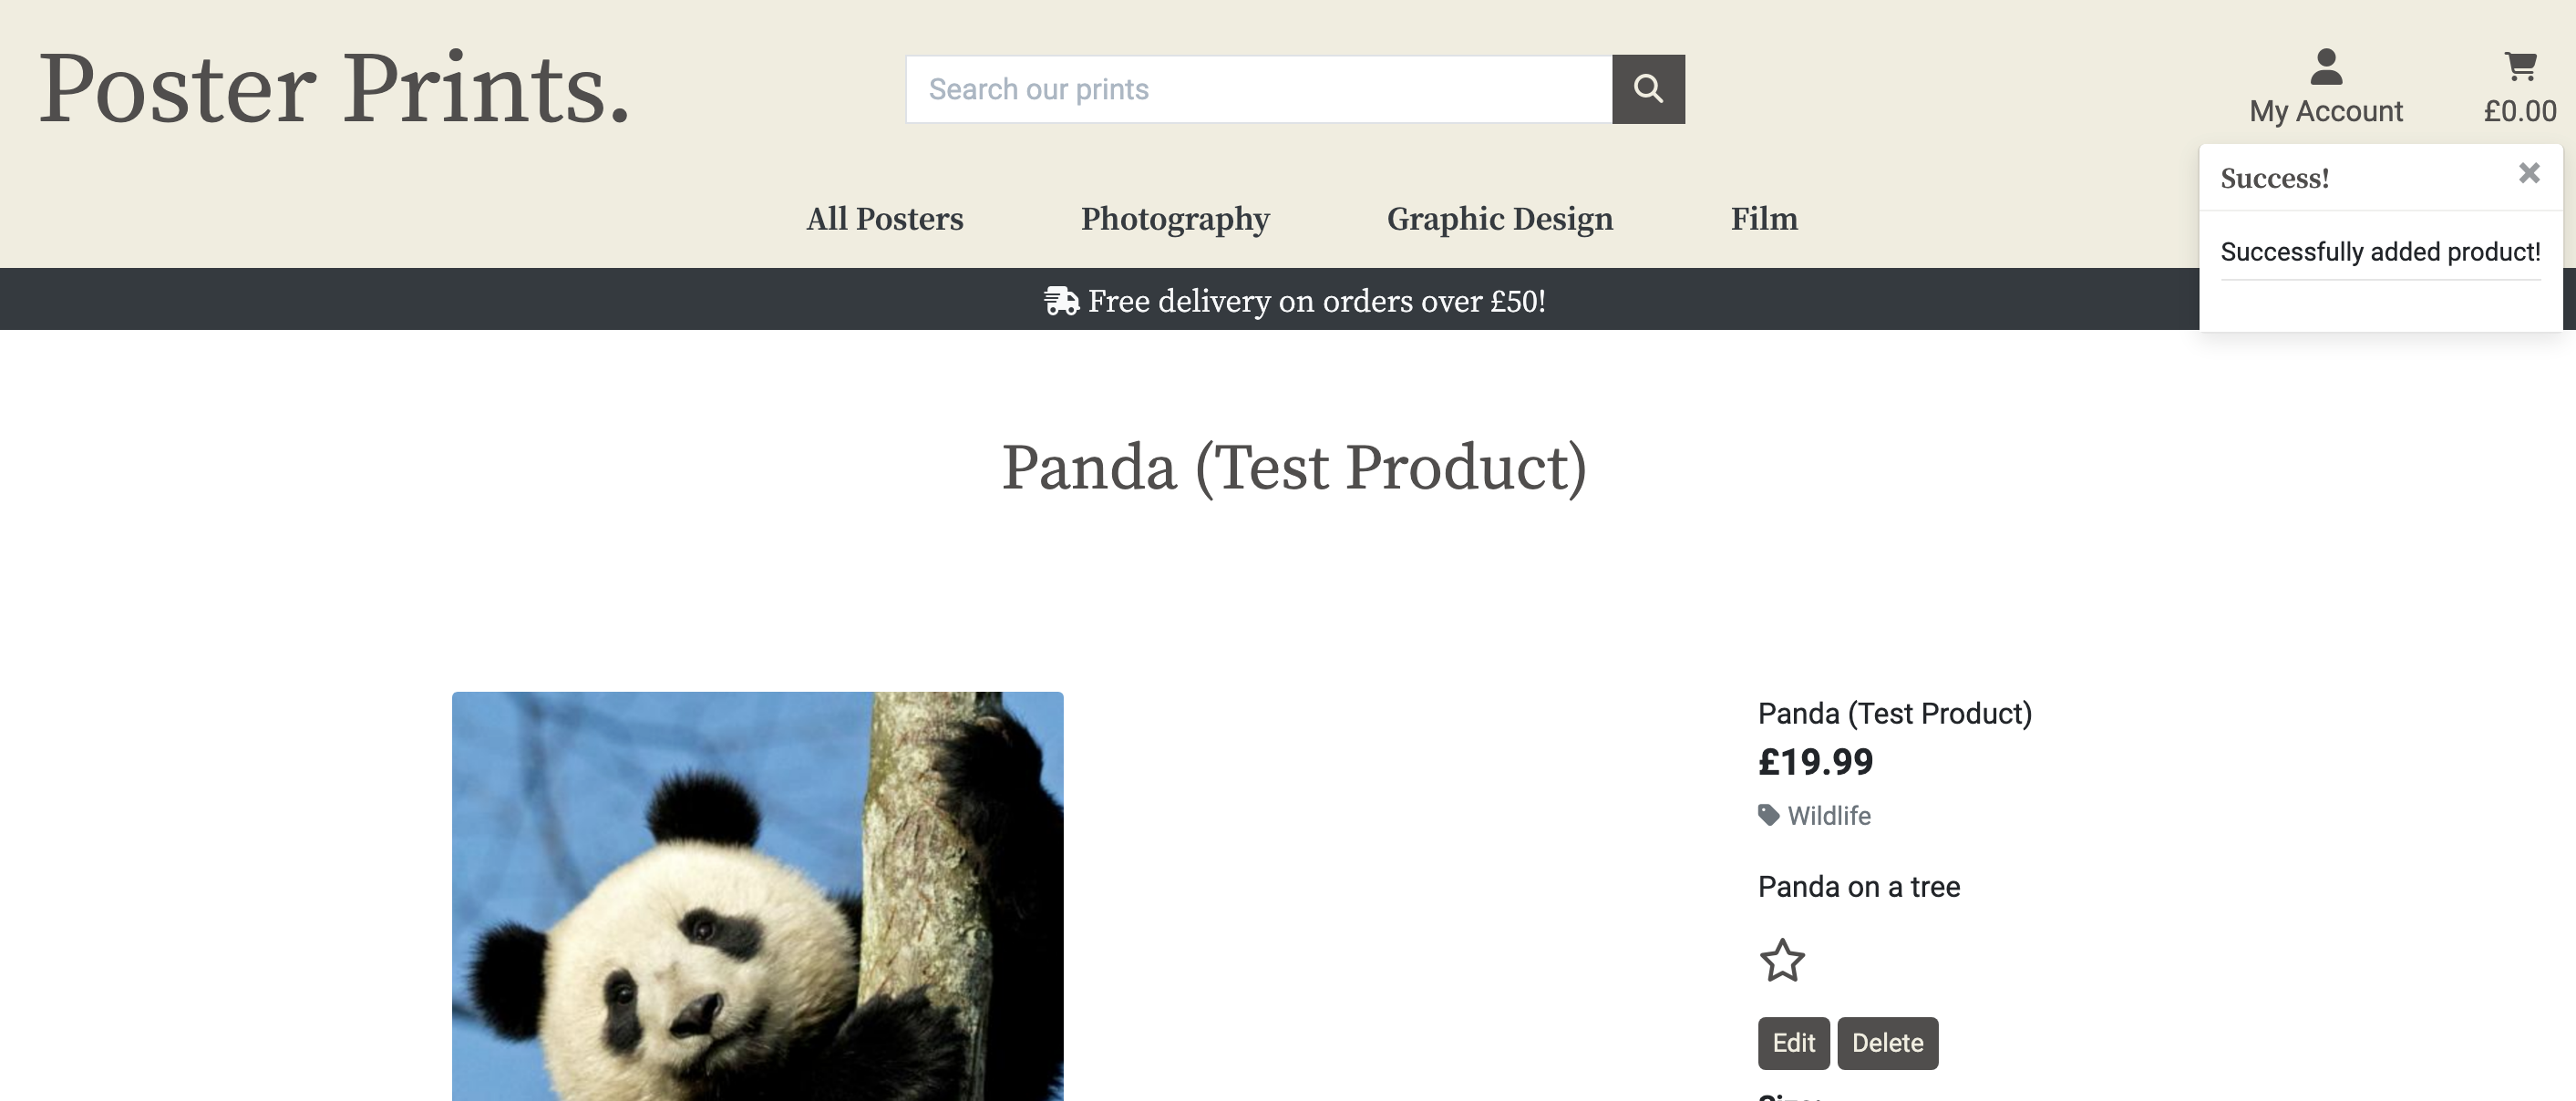 Poster Prints.
Search our prints
My Account
£0.00
Success!
Successfully added product!
All Posters
Photography
Graphic Design
Film
Free delivery on orders over £50!
Panda (Test Product)
Panda (Test Product)
£19.99
Wildlife
Panda on a tree
Edit
Delete